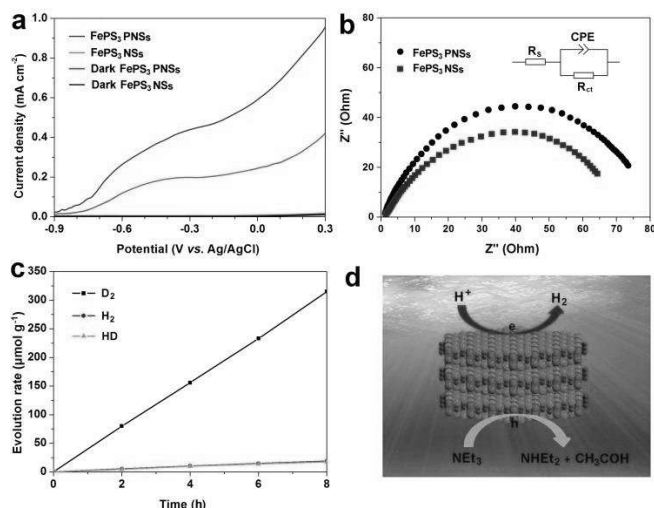 a
FePS₃ PNSs
FePS₃ NSs
Dark FePS₃ PNSs
Dark FePS₃ NSs
1.0
0.8
0.6
0.4
0.2
0.0
-0.9
-0.6
-0.3
0.0
0.3
Current density (mA cm⁻²)
Potential (V vs. Ag/AgCl)
b
FePS₃ PNSs
FePS₃ NSs
CPE
Rs
Rct
80
60
40
20
0
0 10 20 30 40 50 60 70 80
Z'' (Ohm)
Z'' (Ohm)
c
D₂
H₂
HD
350
300
250
200
150
100
50
0
0 2 4 6 8
Evolution rate (μmol g⁻¹)
Time (h)
d
H⁺
H₂
e
h
NEt₃
NHEt₂ + CH₃COH